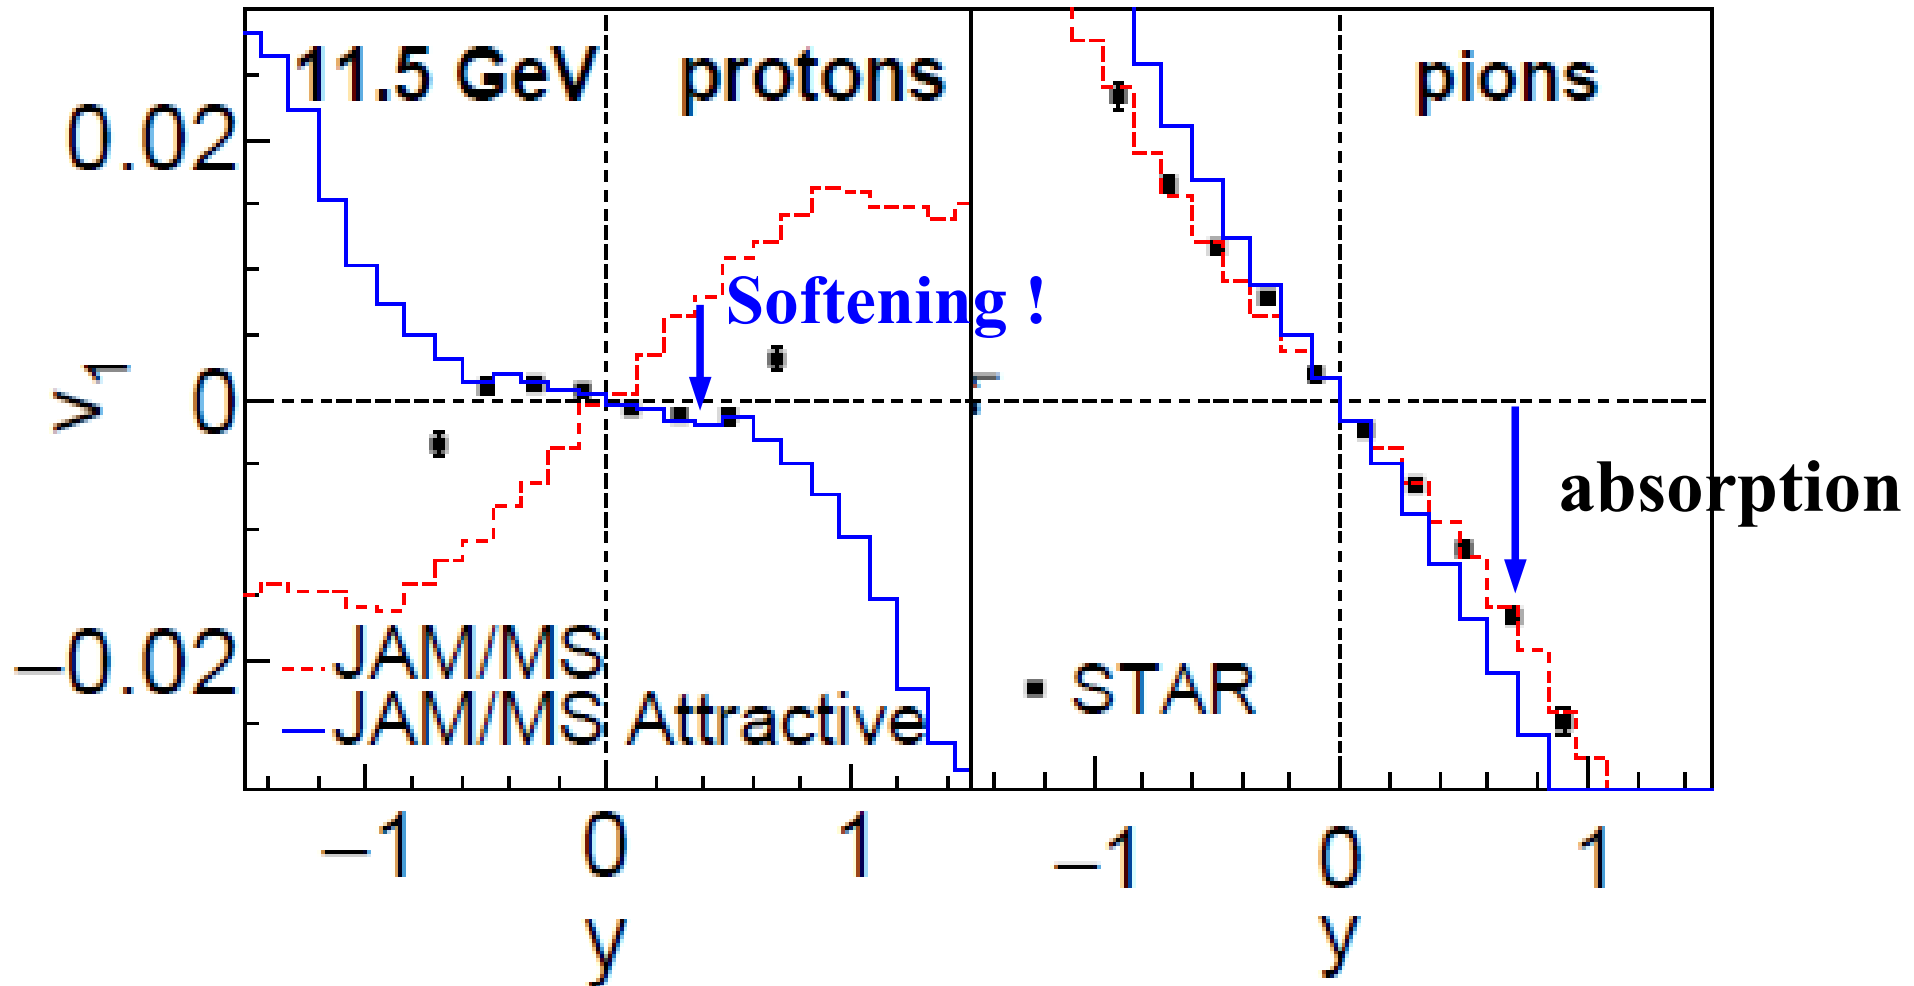 11.5 GeV
protons
pions
0.02
Softening !
v1
0
absorption
−0.02
JAM/MS
JAM/MS Attractive
STAR
−1
0
1
−1
0
1
y
y